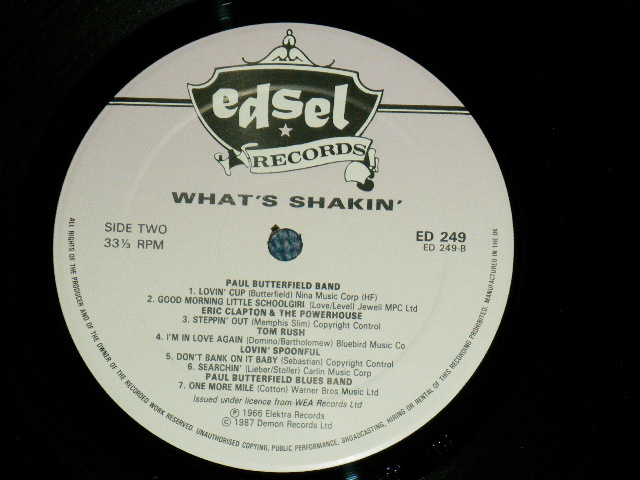 edsel
RECORDS
WHAT'S SHAKIN'
SIDE TWO
33⅓ RPM
ED 249
ED 249-B
PAUL BUTTERFIELD BAND
1. LOVIN' CUP (Butterfield) Nina Music Corp (HF)
2. GOOD MORNING LITTLE SCHOOLGIRL (Love/Level) Jewell MPC Ltd
ERIC CLAPTON & THE POWERHOUSE
3. STEPPIN' OUT (Memphis Slim) Copyright Control
TOM RUSH
4. I'M IN LOVE AGAIN (Domino/Bartholomew) Bluebird Music Co
LOVIN' SPOONFUL
5. DON'T BANK ON IT BABY (Sebastian) Copyright Control
6. SEARCHIN' (Lieber/Stoller) Carlin Music Corp
PAUL BUTTERFIELD BLUES BAND
7. ONE MORE MILE (Cotton) Warner Bros Music Ltd
Issued under licence from WEA Records Ltd
Ⓟ 1966 Elektra Records
© 1987 Demon Records Ltd
ALL RIGHTS OF THE PRODUCER AND OF THE OWNER OF THE RECORDED WORK RESERVED. UNAUTHORISED COPYING, PUBLIC PERFORMANCE, BROADCASTING, HIRING OR RENTAL OF THIS RECORDING PROHIBITED. MANUFACTURED IN THE UK